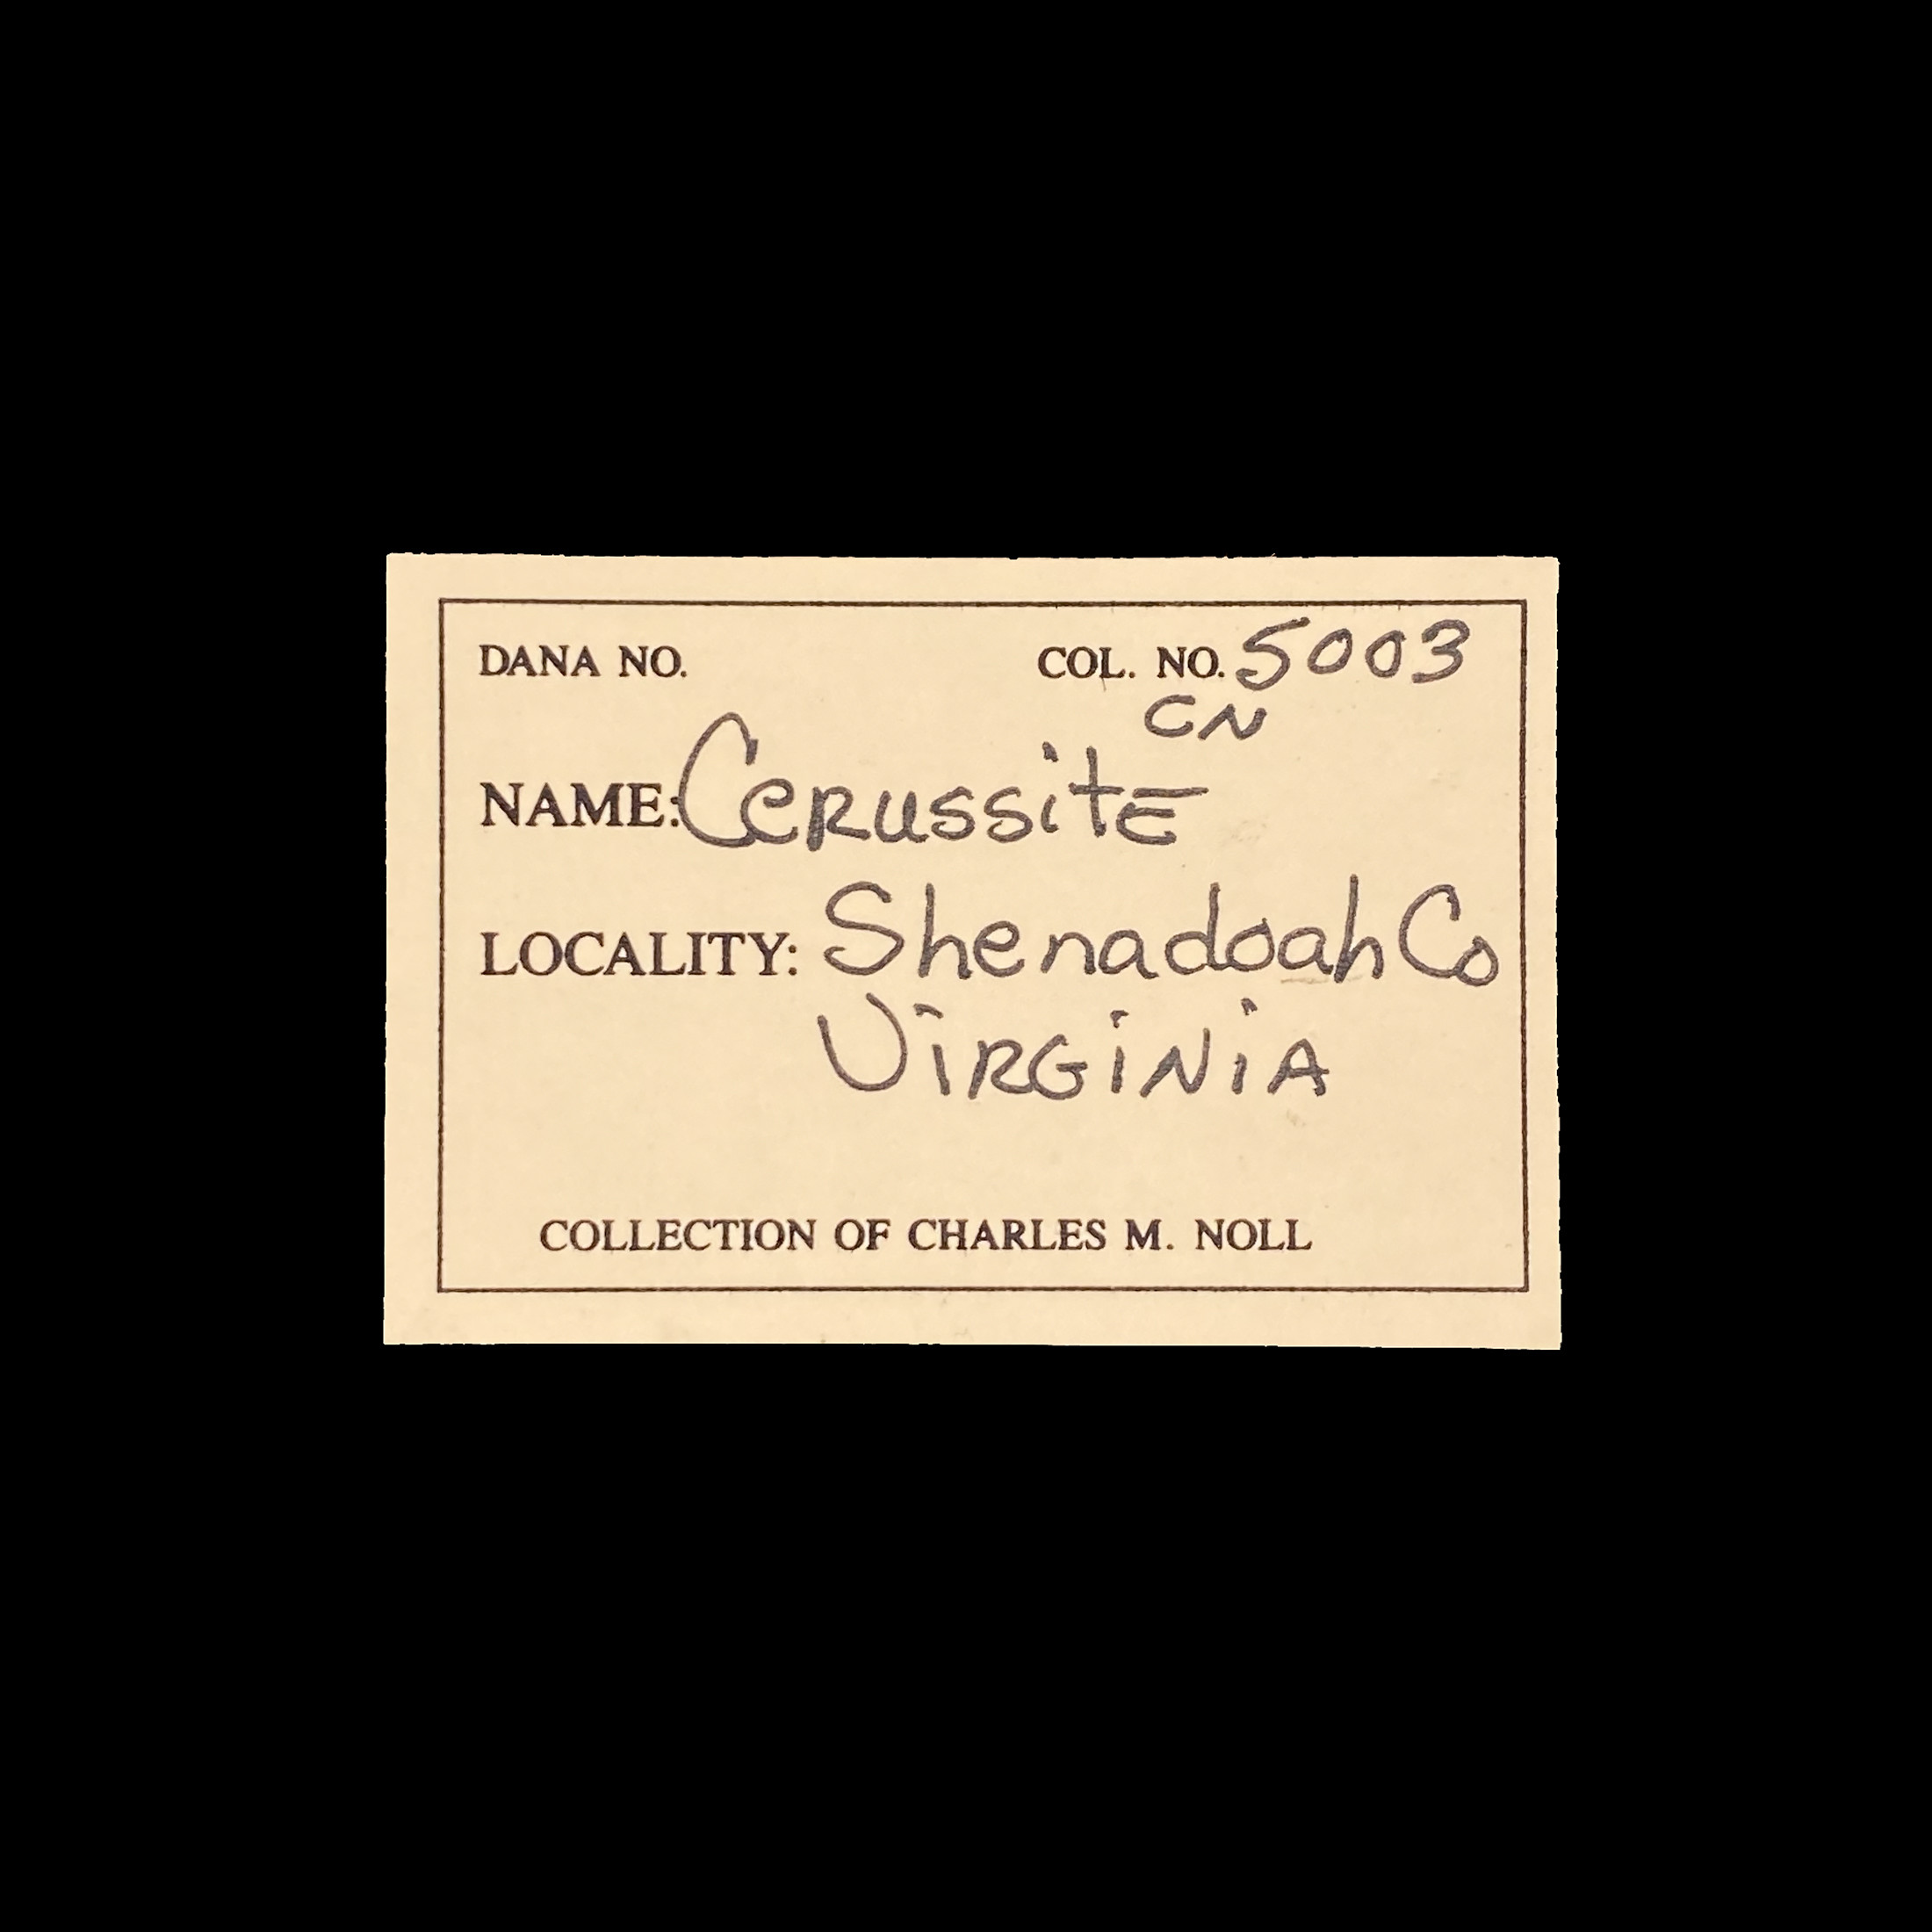 DANA NO. COL. NO. 5003
CN
NAME: Cerussite
LOCALITY: Shenadoah Co
Virginia
COLLECTION OF CHARLES M. NOLL